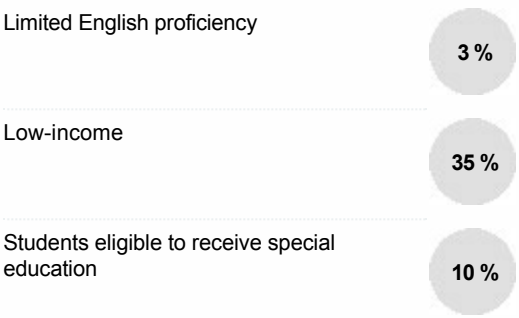 Limited English proficiency
3 %
Low-income
35 %
Students eligible to receive special
education
10 %